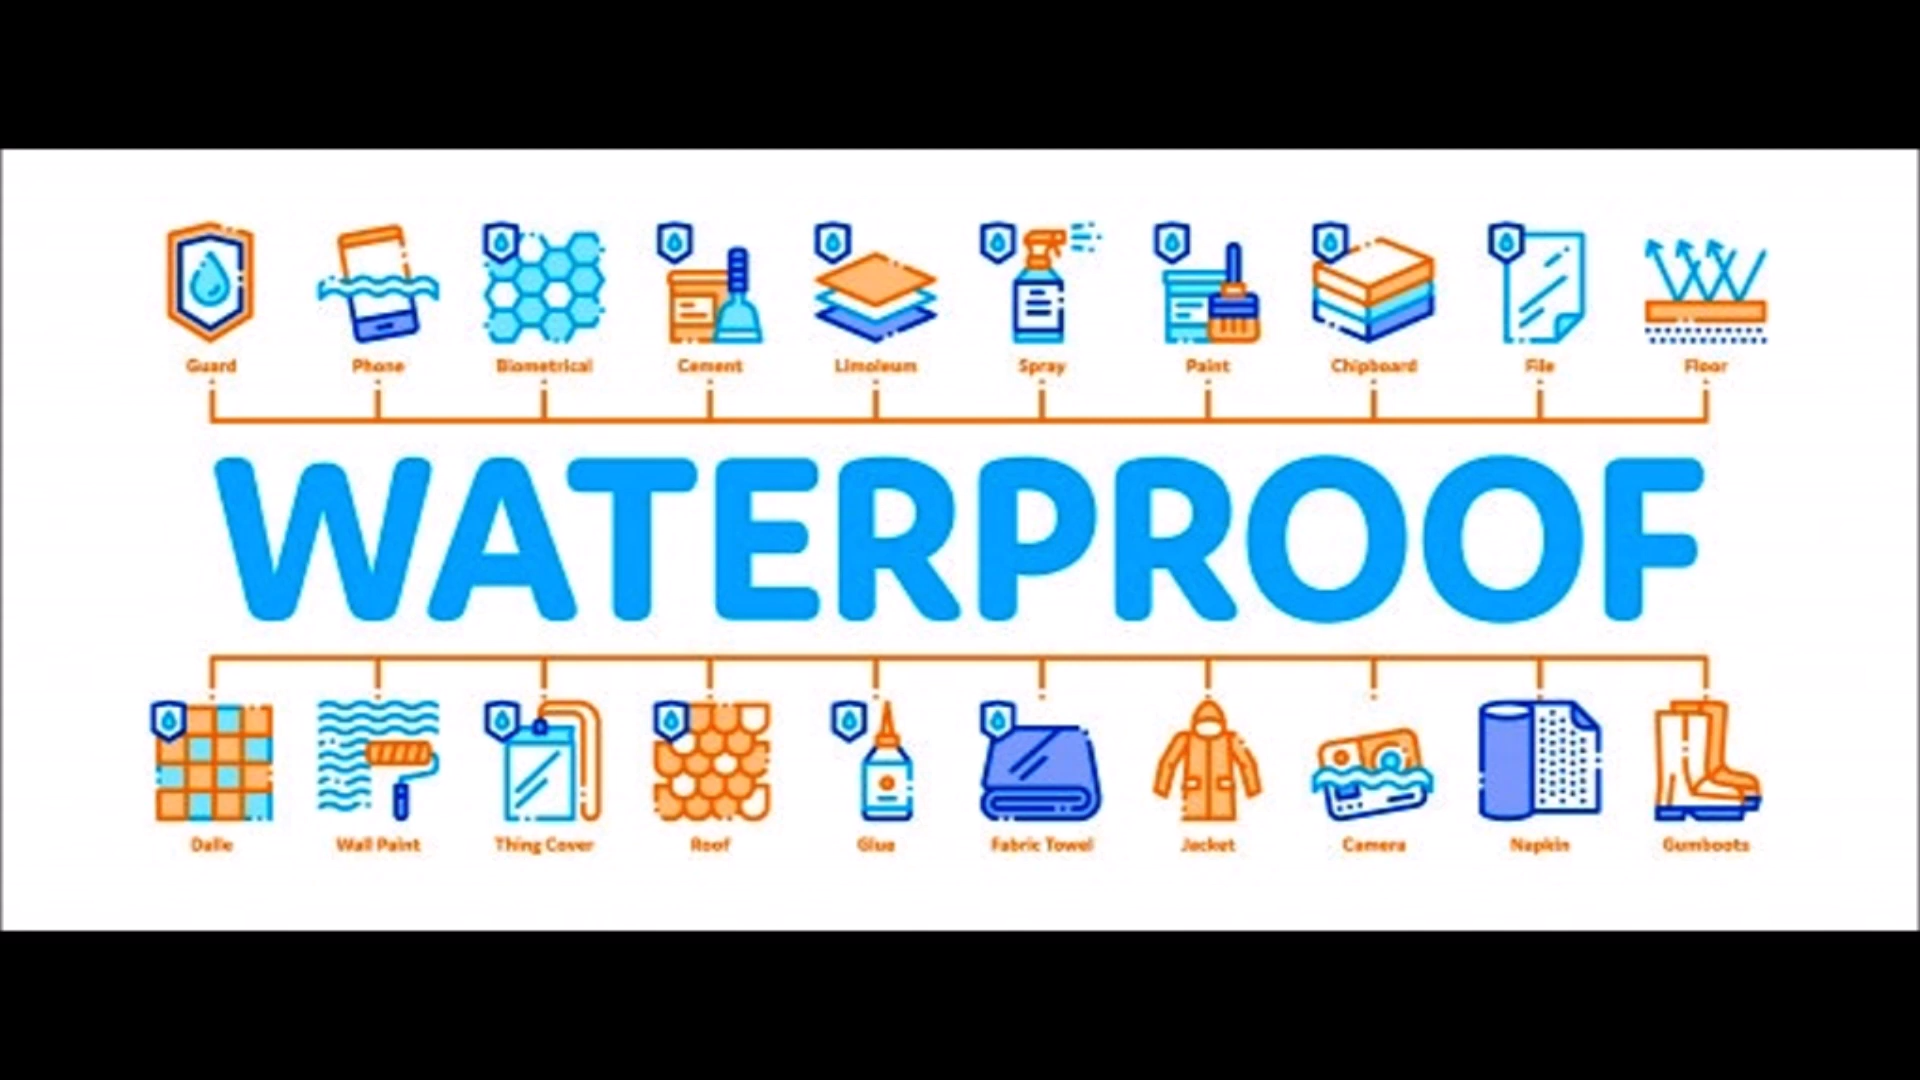 Guard Phone Biometrical Cement Limoleum Spray Paint Chipboard File Floor
WATERPROOF
Dalle Wall Paint Thing Cover Roof Glue Fabric Towel Jacket Camera Napkin Gumboots